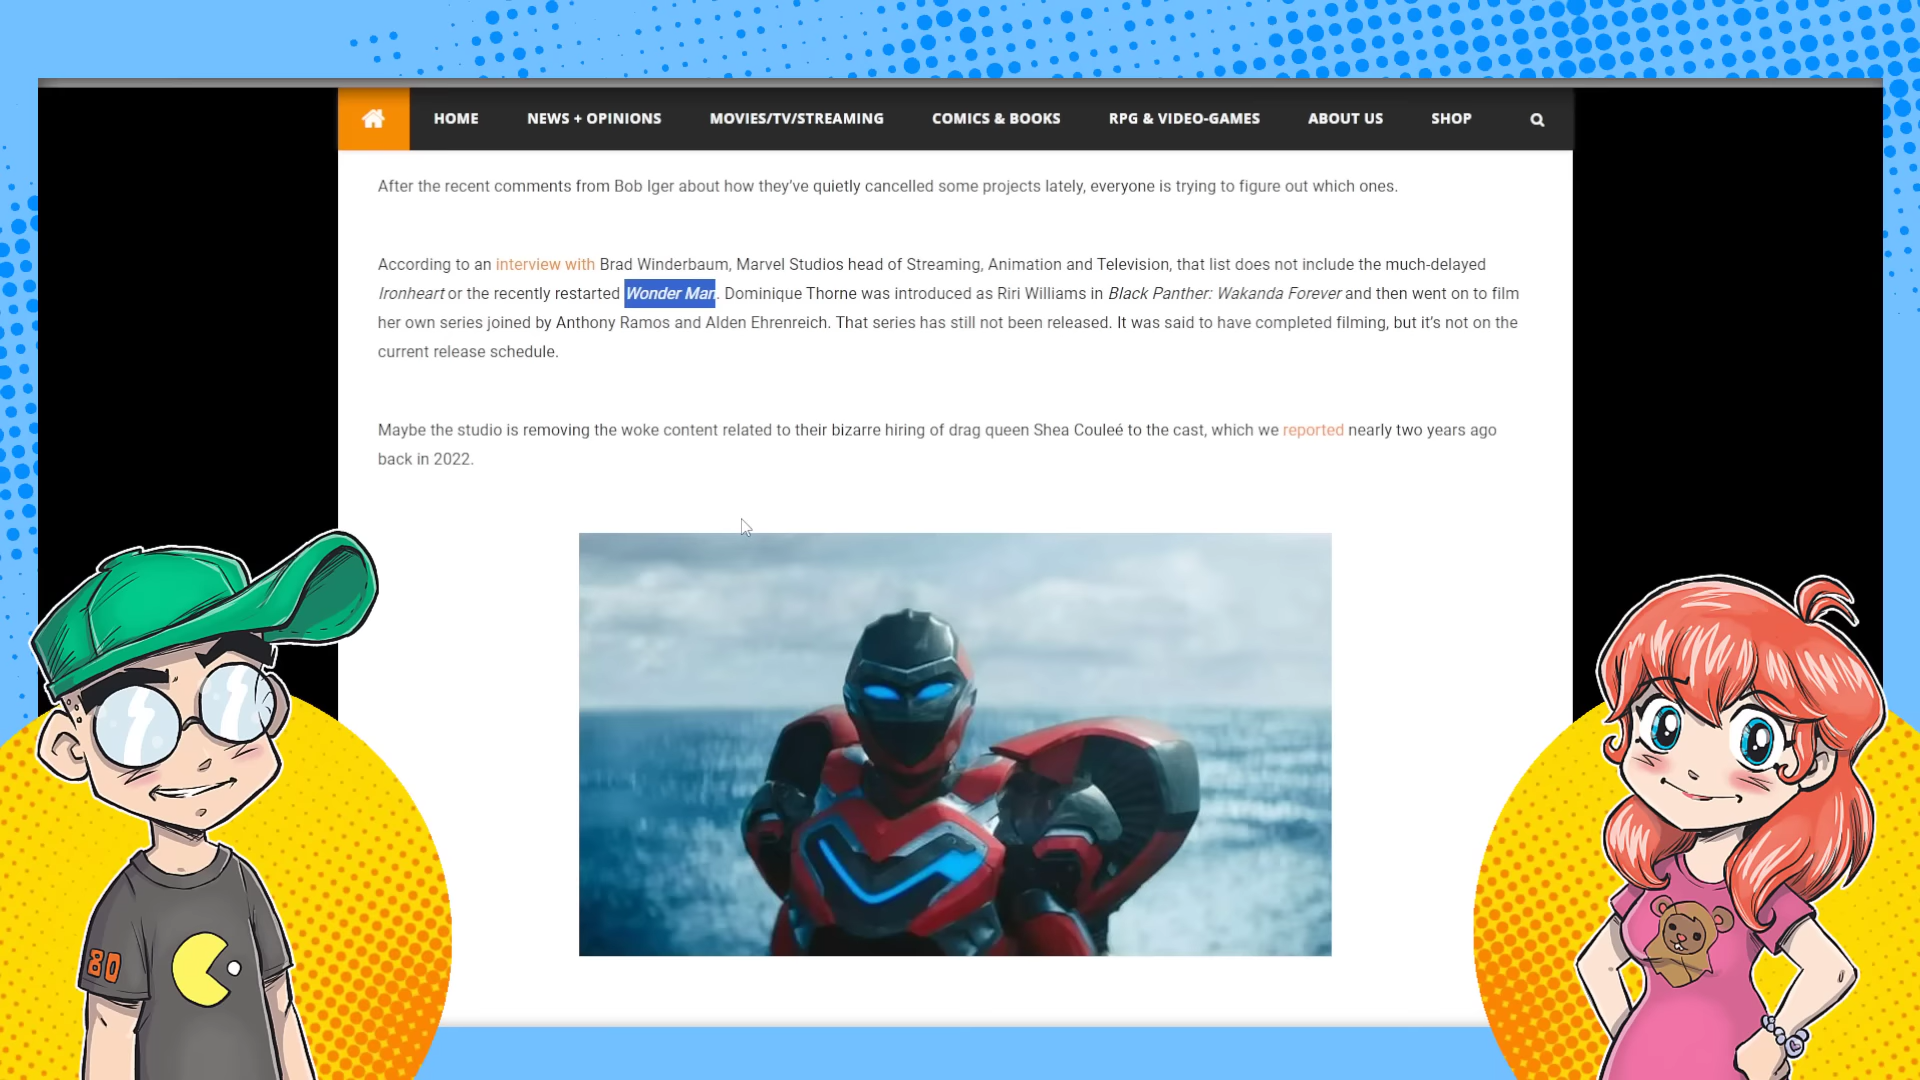 HOME NEWS + OPINIONS MOVIES/TV/STREAMING COMICS & BOOKS RPG & VIDEO-GAMES ABOUT US SHOP
After the recent comments from Bob Iger about how they've quietly cancelled some projects lately, everyone is trying to figure out which ones.
According to an interview with Brad Winderbaum, Marvel Studios head of Streaming, Animation and Television, that list does not include the much-delayed
Ironheart or the recently restarted Wonder Man. Dominique Thorne was introduced as Riri Williams in Black Panther: Wakanda Forever and then went on to film
her own series joined by Anthony Ramos and Alden Ehrenreich. That series has still not been released. It was said to have completed filming, but it's not on the
current release schedule.
Maybe the studio is removing the woke content related to their bizarre hiring of drag queen Shea Couleé to the cast, which we reported nearly two years ago
back in 2022.
80